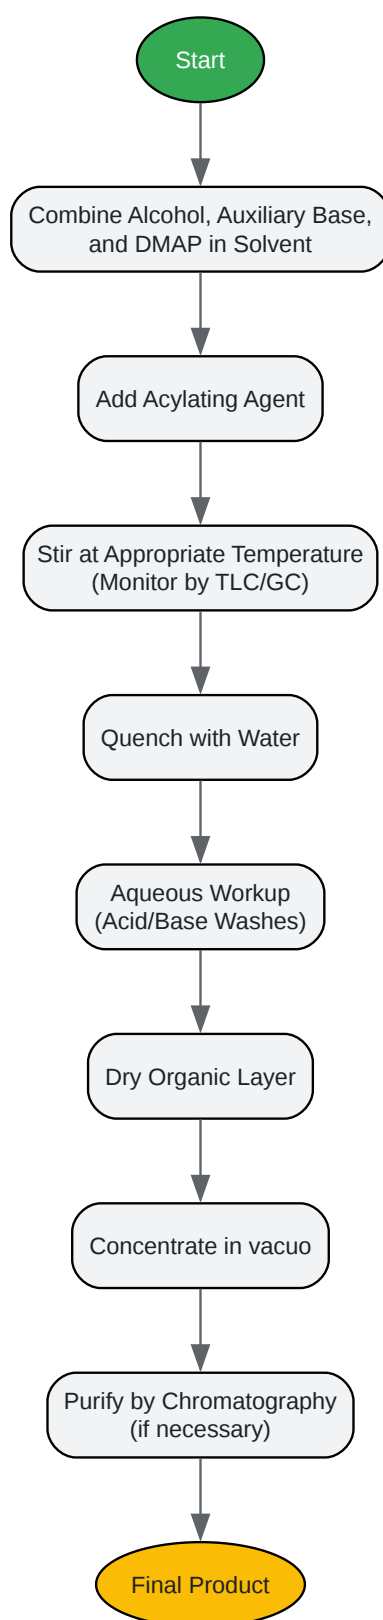 Start
Combine Alcohol, Auxiliary Base,
and DMAP in Solvent
Add Acylating Agent
Stir at Appropriate Temperature
(Monitor by TLC/GC)
Quench with Water
Aqueous Workup
(Acid/Base Washes)
Dry Organic Layer
Concentrate in vacuo
Purify by Chromatography
(if necessary)
Final Product